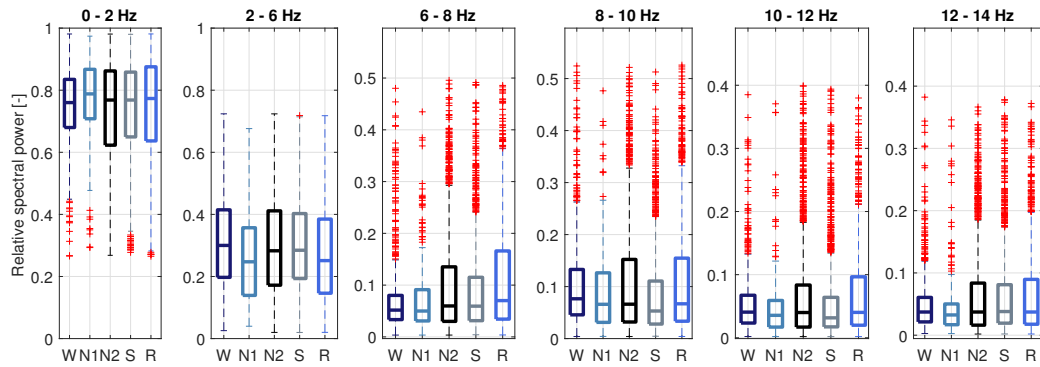 0 - 2 Hz
2 - 6 Hz
6 - 8 Hz
8 - 10 Hz
10 - 12 Hz
12 - 14 Hz
Relative spectral power [-]
1
0.8
0.6
0.4
0.2
0
W N1 N2 S R
1
0.8
0.6
0.4
0.2
0
W N1 N2 S R
0.5
0.4
0.3
0.2
0.1
0
W N1 N2 S R
0.5
0.4
0.3
0.2
0.1
0
W N1 N2 S R
0.4
0.3
0.2
0.1
0
W N1 N2 S R
0.4
0.3
0.2
0.1
0
W N1 N2 S R